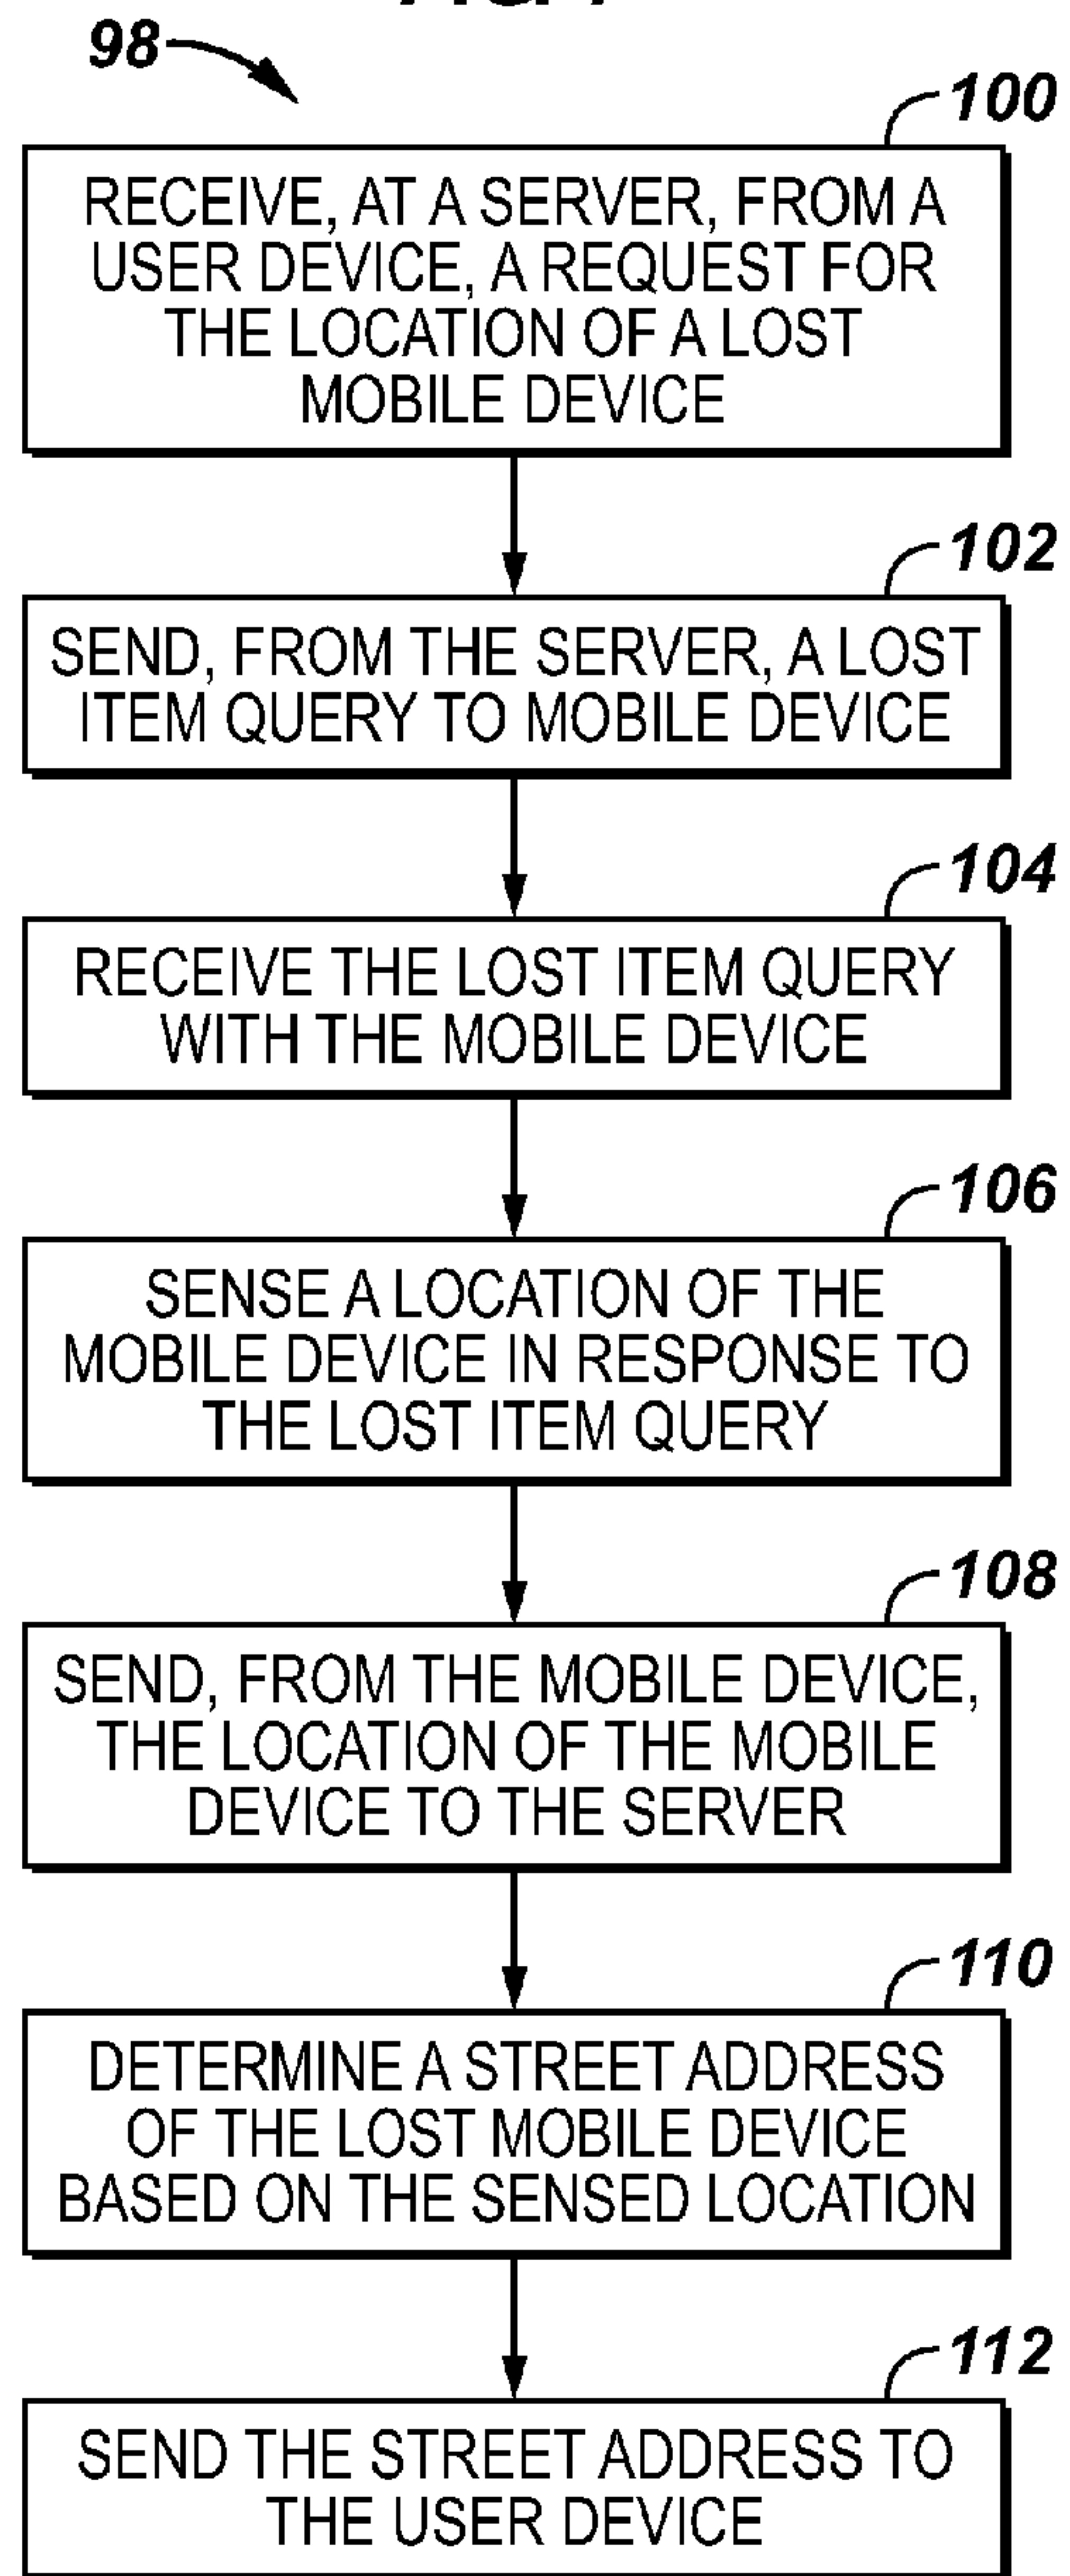 98
100
RECEIVE, AT A SERVER, FROM A
USER DEVICE, A REQUEST FOR
THE LOCATION OF A LOST
MOBILE DEVICE
102
SEND, FROM THE SERVER, A LOST
ITEM QUERY TO MOBILE DEVICE
104
RECEIVE THE LOST ITEM QUERY
WITH THE MOBILE DEVICE
106
SENSE A LOCATION OF THE
MOBILE DEVICE IN RESPONSE TO
THE LOST ITEM QUERY
108
SEND, FROM THE MOBILE DEVICE,
THE LOCATION OF THE MOBILE
DEVICE TO THE SERVER
110
DETERMINE A STREET ADDRESS
OF THE LOST MOBILE DEVICE
BASED ON THE SENSED LOCATION
112
SEND THE STREET ADDRESS TO
THE USER DEVICE